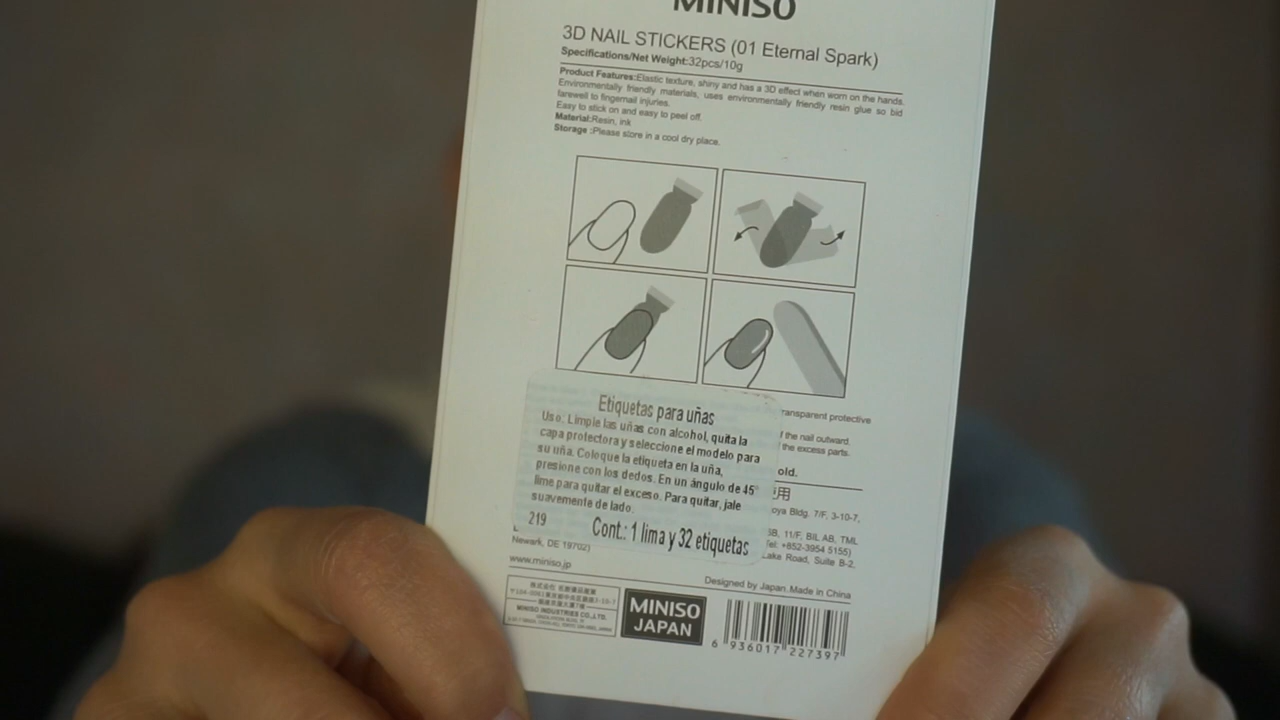 MINISO
3D NAIL STICKERS (01 Eternal Spark)
Specifications/Net Weight:32pcs/10g
Product Features:Elastic texture, shiny and has a 3D effect when worn on the hands.
Environmentally friendly materials, uses environmentally friendly resin glue so bid
farewell to fingernail injuries.
Easy to stick on and easy to peel off.
Material:Resin, ink
Storage :Please store in a cool dry place.
ransparent protective
f the nail outward.
the excess parts.
old.
Etiquetas para uñas
Uso. Limpie las uñas con alcohol, quita la
capa protectora y seleccione el modelo para
su uña. Coloque la etiqueta en la uña,
presione con los dedos. En un ángulo de 45°
lime para quitar el exceso. Para quitar, jale
suavemente de lado.
219
Cont.: 1 lima y 32 etiquetas
用
oya Bldg. 7/F, 3-10-7,
11/F, BIL AB, TML
Tel: +852-3954 5155)
Lake Road, Suite B-2,
Newark, DE 19702)
www.miniso.jp
Designed by Japan. Made in China
MINISO INDUSTRIES CO.,LTD.
MINISO
JAPAN
6 936017 227397